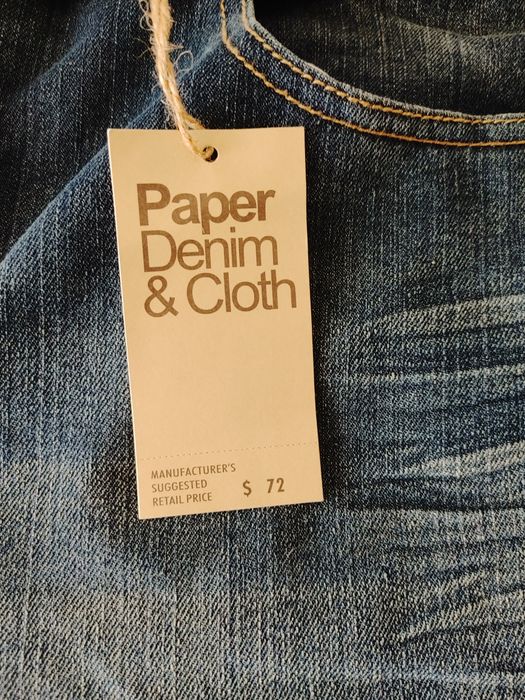 Paper
Denim
& Cloth
MANUFACTURER'S
SUGGESTED
RETAIL PRICE $ 72